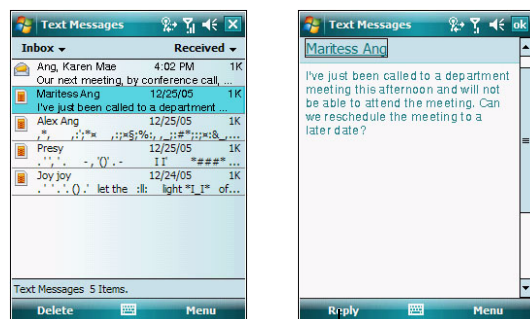 Text Messages
Inbox Received
Ang, Karen Mae 4:02 PM 1K
Our next meeting, by conference call, ...
Maritess Ang 12/25/05 1K
I've just been called to a department ...
Alex Ang 12/25/05 1K
Presy 12/25/05 1K
Joy joy 12/24/05 1K
let the :ll: light *I_I* of...
Text Messages 5 Items.
Delete Menu
Text Messages ok
Maritess Ang
I've just been called to a department
meeting this afternoon and will not
be able to attend the meeting. Can
we reschedule the meeting to a
later date?
Reply Menu